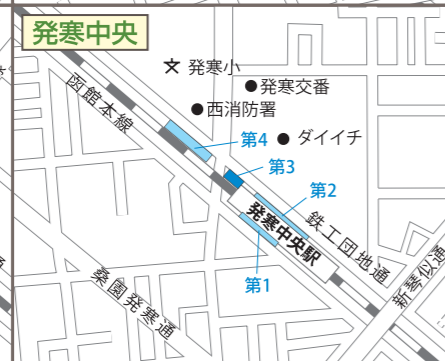 発寒中央
発寒小
発寒交番
西消防署
ダイイチ
函館本線
第4
第3
第2
発寒中央駅
鉄工団地通
第1
新琴似通
桑園発寒通
通